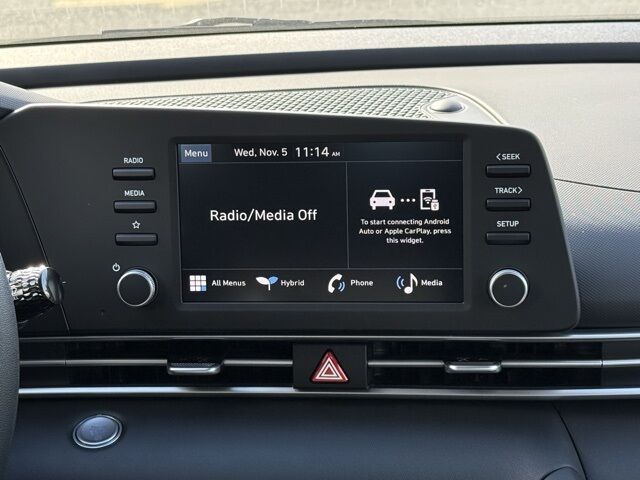 RADIO
MEDIA
Menu
Wed, Nov. 5 11:14 AM
Radio/Media Off
To start connecting Android
Auto or Apple CarPlay, press
this widget.
All Menus
Hybrid
Phone
Media
<SEEK
TRACK>
SETUP